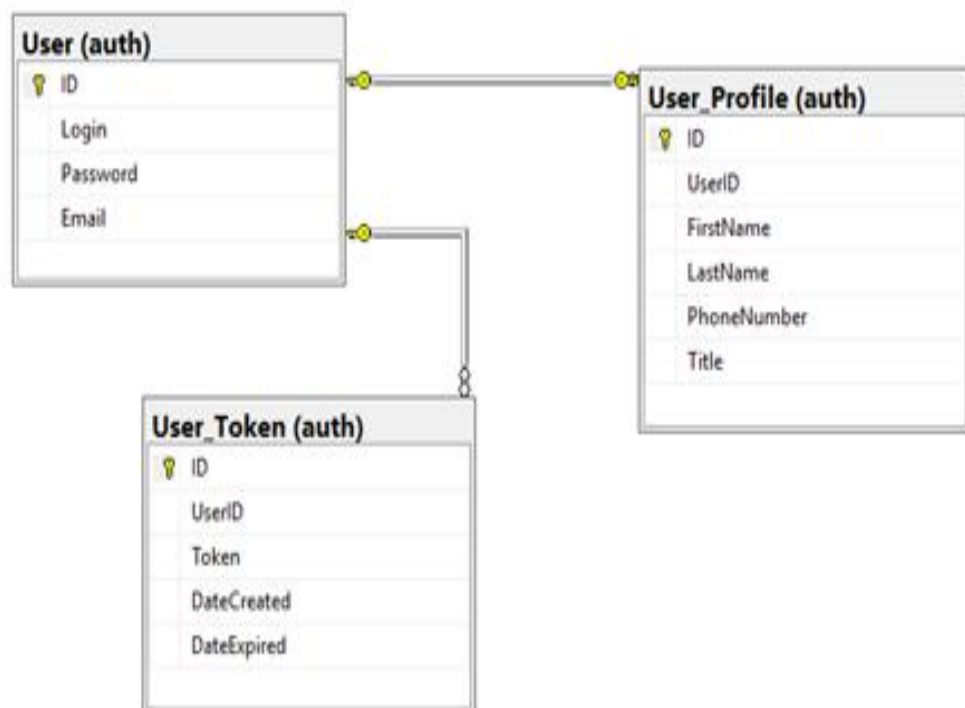 User (auth)
ID
Login
Password
Email
User_Profile (auth)
ID
UserID
FirstName
LastName
PhoneNumber
Title
User_Token (auth)
ID
UserID
Token
DateCreated
DateExpired